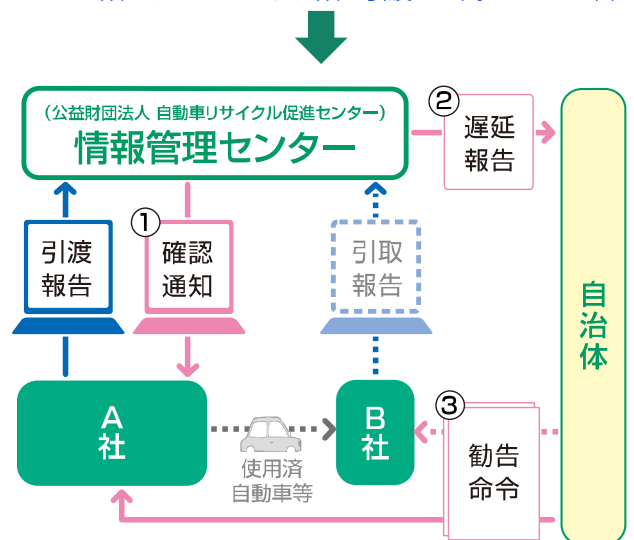 (公益財団法人 自動車リサイクル促進センター)
情報管理センター
②
遅延
報告
①
引渡
報告
確認
通知
引取
報告
自治体
A社
B社
③
使用済
自動車等
勧告
命令